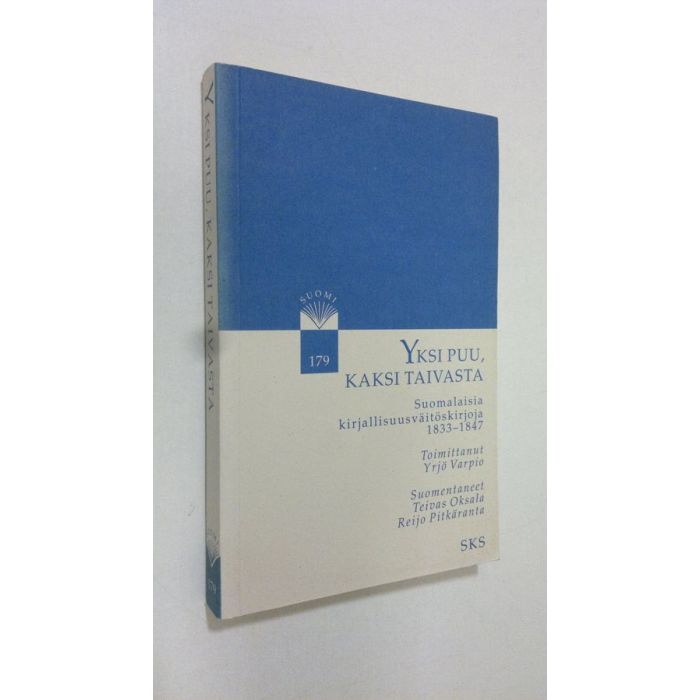 YKSI PUU, KAKSI TAIVASTA
179
SUOMI
179
YKSI PUU,
KAKSI TAIVASTA
Suomalaisia
kirjallisuusväitöskirjoja
1833–1847
Toimittanut
Yrjö Varpio
Suomentaneet
Teivas Oksala
Reijo Pitkäranta
SKS